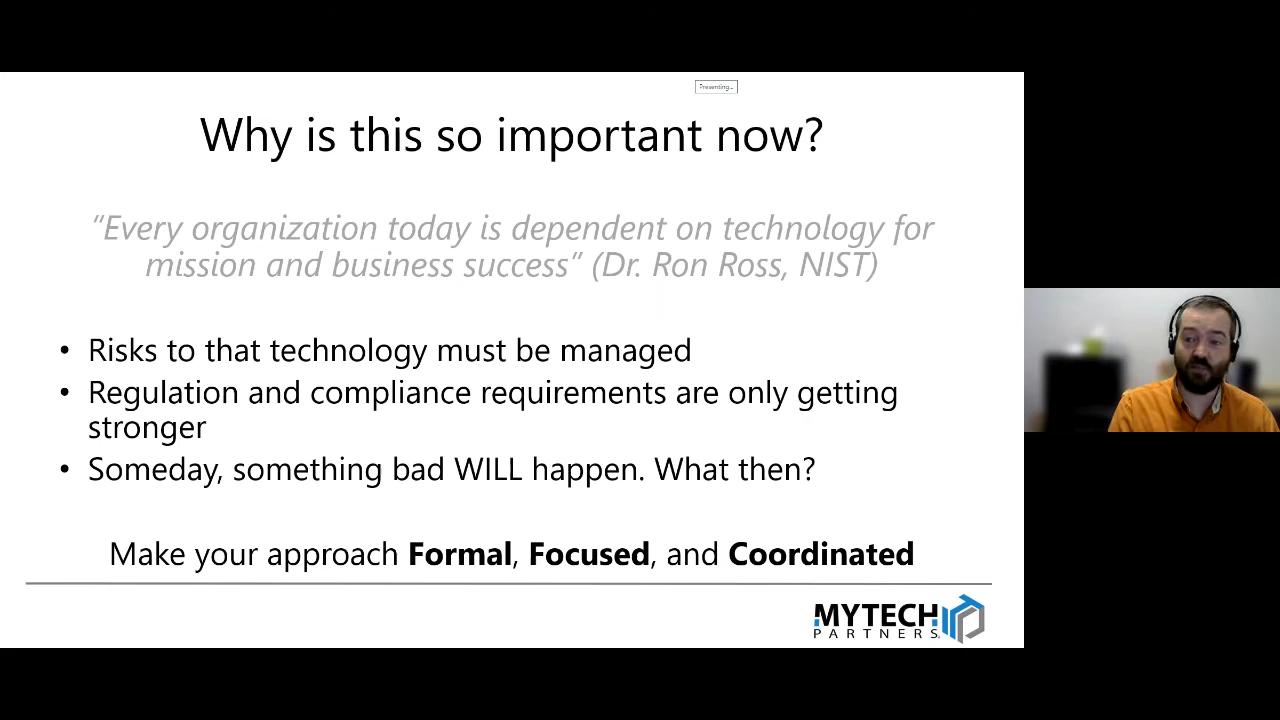 Presenting...
Why is this so important now?
“Every organization today is dependent on technology for
mission and business success” (Dr. Ron Ross, NIST)
• Risks to that technology must be managed
• Regulation and compliance requirements are only getting
stronger
• Someday, something bad WILL happen. What then?
Make your approach Formal, Focused, and Coordinated
MYTECH
PARTNERS